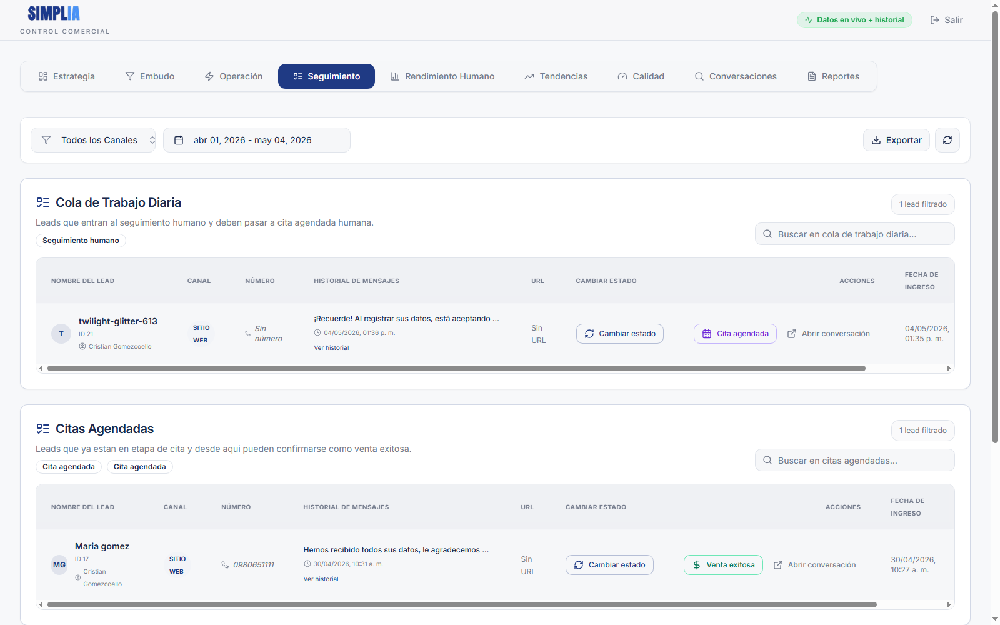 SIMPLIA
CONTROL COMERCIAL
Datos en vivo + historial
Salir
Estrategia
Embudo
Operación
Seguimiento
Rendimiento Humano
Tendencias
Calidad
Conversaciones
Reportes
Todos los Canales
abr 01, 2026 - may 04, 2026
Exportar
Cola de Trabajo Diaria
1 lead filtrado
Leads que entran al seguimiento humano y deben pasar a cita agendada humana.
Seguimiento humano
Buscar en cola de trabajo diaria...
NOMBRE DEL LEAD
CANAL
NÚMERO
HISTORIAL DE MENSAJES
URL
CAMBIAR ESTADO
ACCIONES
FECHA DE
INGRESO
T
twilight-glitter-613
ID 21
Cristian Gomezcoello
SITIO
WEB
Sin
número
¡Recuerde! Al registrar sus datos, está aceptando ...
04/05/2026, 01:36 p. m.
Ver historial
Sin
URL
Cambiar estado
Cita agendada
Abrir conversación
04/05/2026,
01:35 p. m.
Citas Agendadas
1 lead filtrado
Leads que ya estan en etapa de cita y desde aqui pueden confirmarse como venta exitosa.
Cita agendada
Cita agendada
Buscar en citas agendadas...
NOMBRE DEL LEAD
CANAL
NÚMERO
HISTORIAL DE MENSAJES
URL
CAMBIAR ESTADO
ACCIONES
FECHA DE
INGRESO
MG
Maria gomez
ID 17
Cristian
Gomezcoello
SITIO
WEB
0980651111
Hemos recibido todos sus datos, le agradecemos ...
30/04/2026, 10:31 a. m.
Ver historial
Sin
URL
Cambiar estado
Venta exitosa
Abrir conversación
30/04/2026,
10:27 a. m.